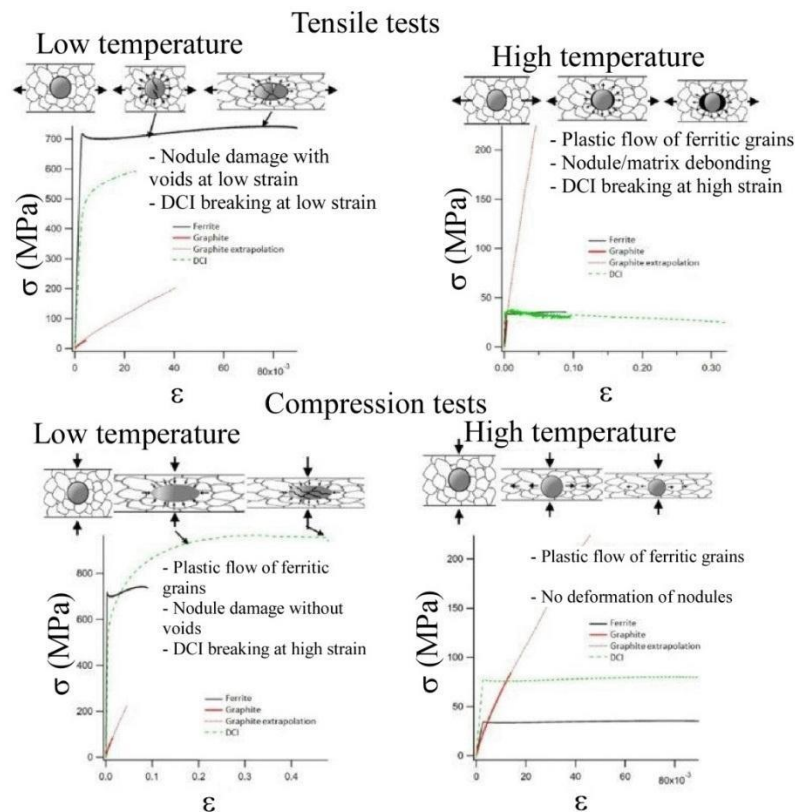 Tensile tests
Low temperature
700
600
500
400
300
200
100
0
σ (MPa)
- Nodule damage with
voids at low strain
- DCI breaking at low strain
Ferrite
Graphite
Graphite extrapolation
DCI
0
20
40
60
80x10⁻³
ε
High temperature
200
150
100
50
0
σ (MPa)
- Plastic flow of ferritic grains
- Nodule/matrix debonding
- DCI breaking at high strain
Ferrite
Graphite
Graphite extrapolation
DCI
0.00
0.10
0.20
0.30
ε
Compression tests
Low temperature
800
600
400
200
0
σ (MPa)
- Plastic flow of ferritic
grains
- Nodule damage without
voids
- DCI breaking at high strain
Ferrite
Graphite
Graphite extrapolation
DCI
0.0
0.1
0.2
0.3
0.4
ε
High temperature
200
150
100
50
0
σ (MPa)
- Plastic flow of ferritic grains
- No deformation of nodules
Ferrite
Graphite
Graphite extrapolation
DCI
0
20
40
60
80x10⁻³
ε